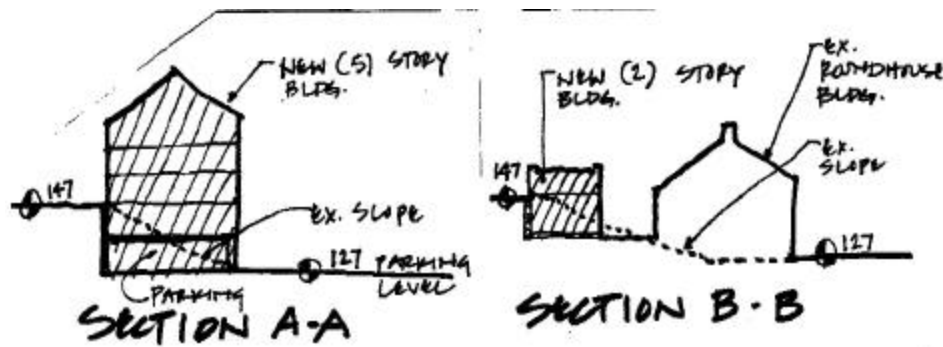 NEW (5) STORY
BLDG.
147
EX. SLOPE
127 PARKING
LEVEL
PARKING
SECTION A-A
NEW (2) STORY
BLDG.
EX.
ROUNDHOUSE
BLDG.
EX.
SLOPE
147
127
SECTION B-B